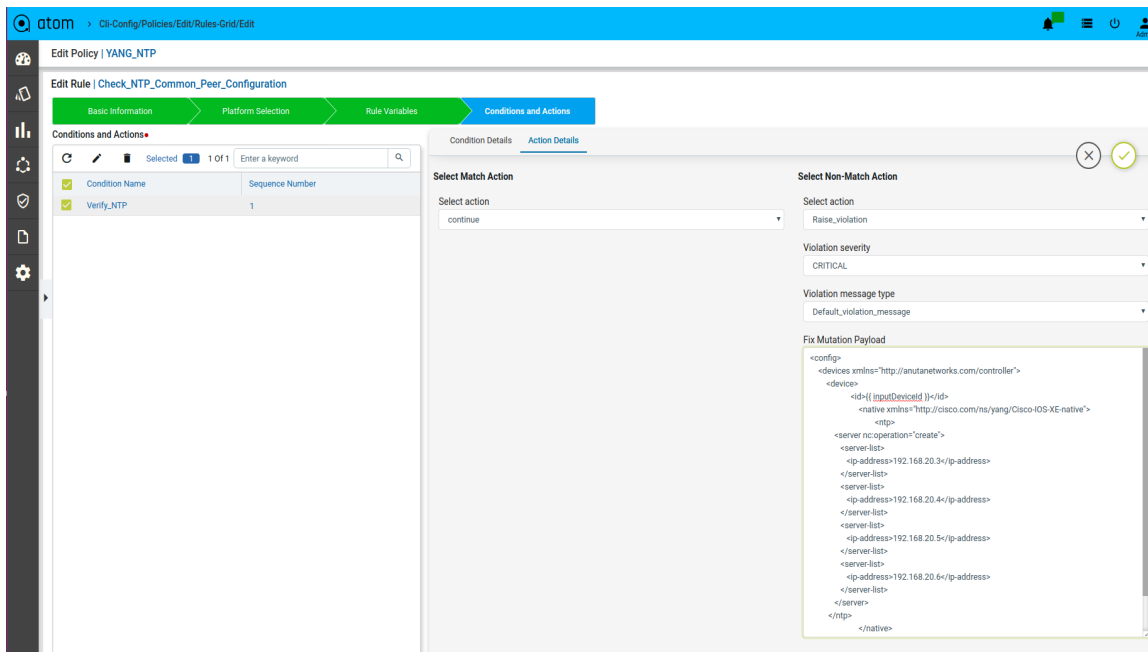 atom > Cli-Config/Policies/Edit/Rules-Grid/Edit
Edit Policy | YANG_NTP
Edit Rule | Check_NTP_Common_Peer_Configuration
Basic Information Platform Selection Rule Variables Conditions and Actions
Conditions and Actions
Selected 1 1 Of 1 Enter a keyword
Condition Name Sequence Number
Verify_NTP 1
Condition Details Action Details
Select Match Action
Select action
continue
Select Non-Match Action
Select action
Raise_violation
Violation severity
CRITICAL
Violation message type
Default_violation_message
Fix Mutation Payload
<config>
<devices xmlns="http://anutanetworks.com/controller">
<device>
<id>{{ inputDeviceId }}</id>
<native xmlns="http://cisco.com/ns/yang/Cisco-IOS-XE-native">
<ntp>
<server nc:operation="create">
<server-list>
<ip-address>192.168.20.3</ip-address>
</server-list>
<server-list>
<ip-address>192.168.20.4</ip-address>
</server-list>
<server-list>
<ip-address>192.168.20.5</ip-address>
</server-list>
<server-list>
<ip-address>192.168.20.6</ip-address>
</server-list>
</server>
</ntp>
</native>